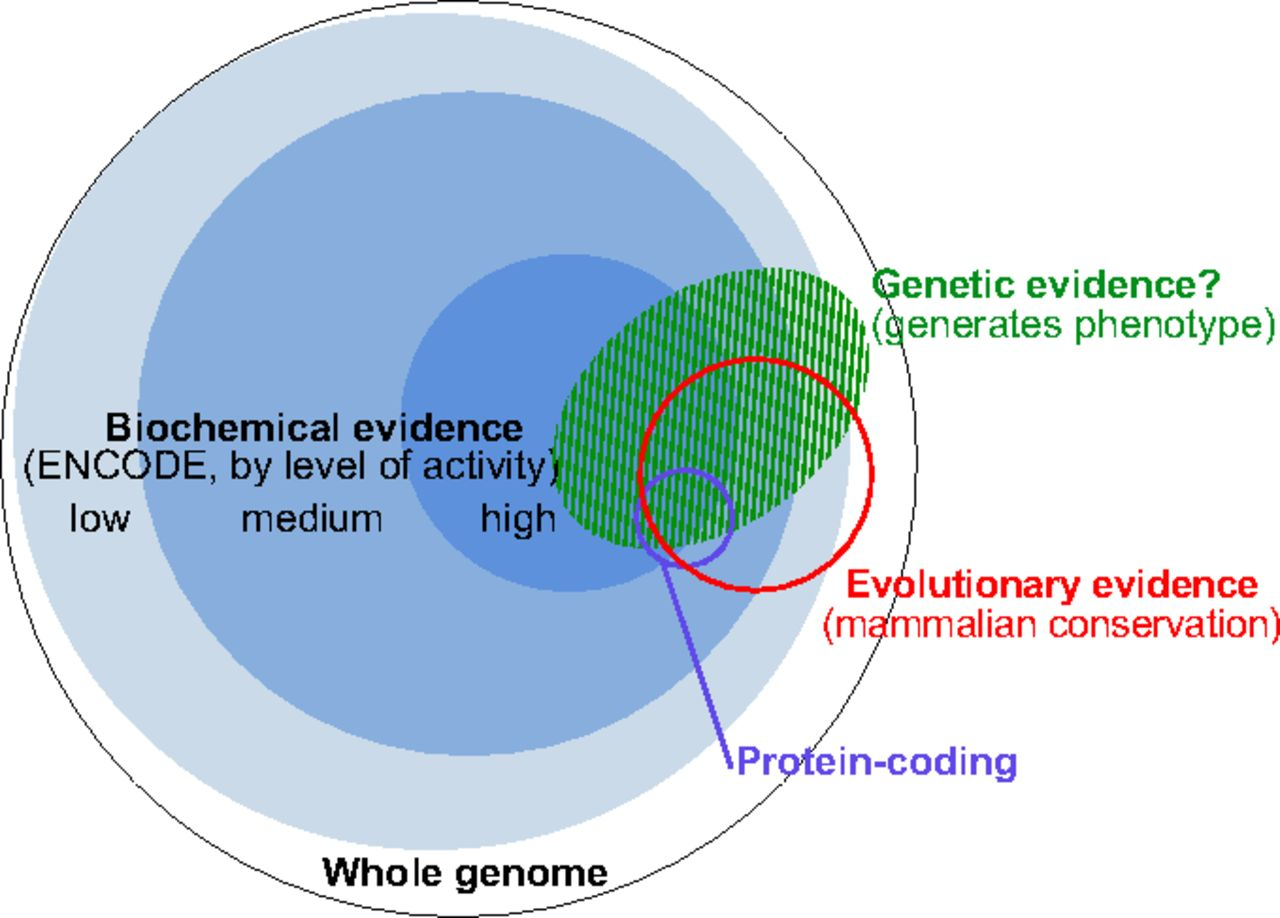 Genetic evidence?
(generates phenotype)
Biochemical evidence
(ENCODE, by level of activity)
low medium high
Evolutionary evidence
(mammalian conservation)
Protein-coding
Whole genome